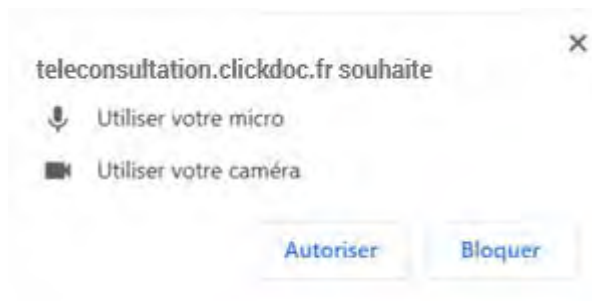 teleconsultation.clickdoc.fr souhaite
Utiliser votre micro
Utiliser votre caméra
Autoriser Bloquer